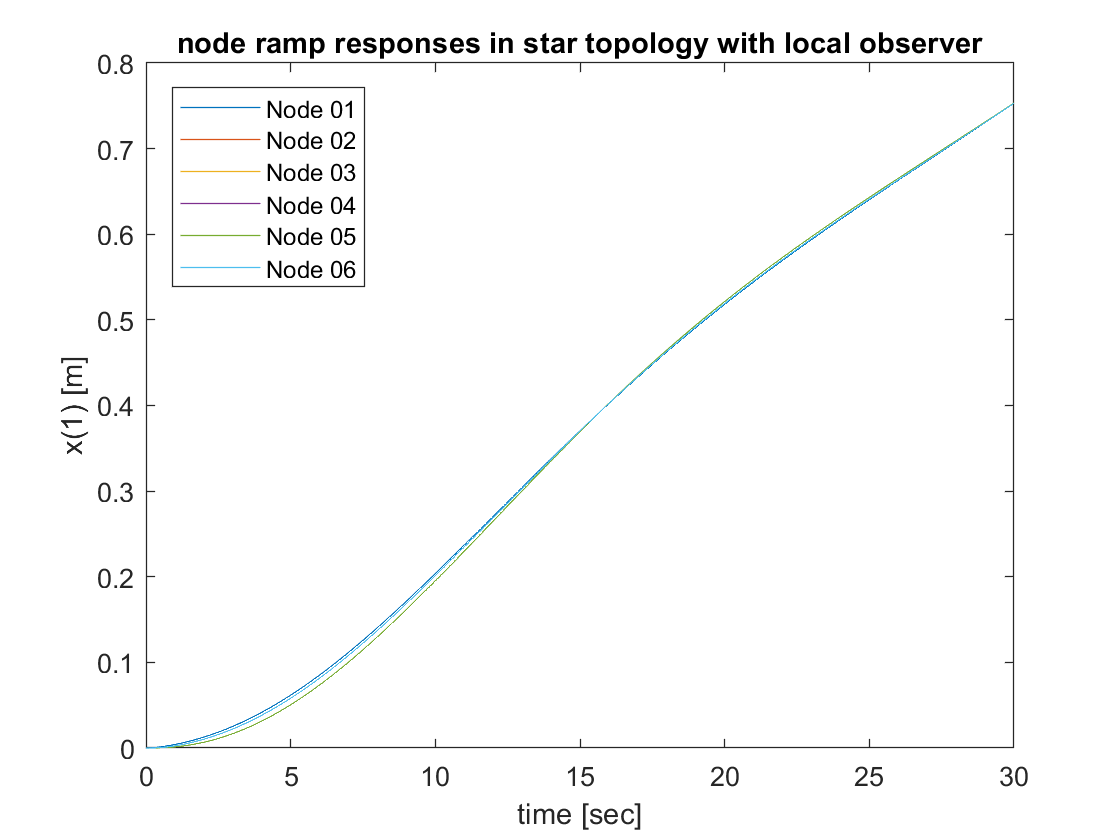 node ramp responses in star topology with local observer
0.8
0.7
0.6
0.5
0.4
0.3
0.2
0.1
0
x(1) [m]
Node 01
Node 02
Node 03
Node 04
Node 05
Node 06
0 5 10 15 20 25 30
time [sec]